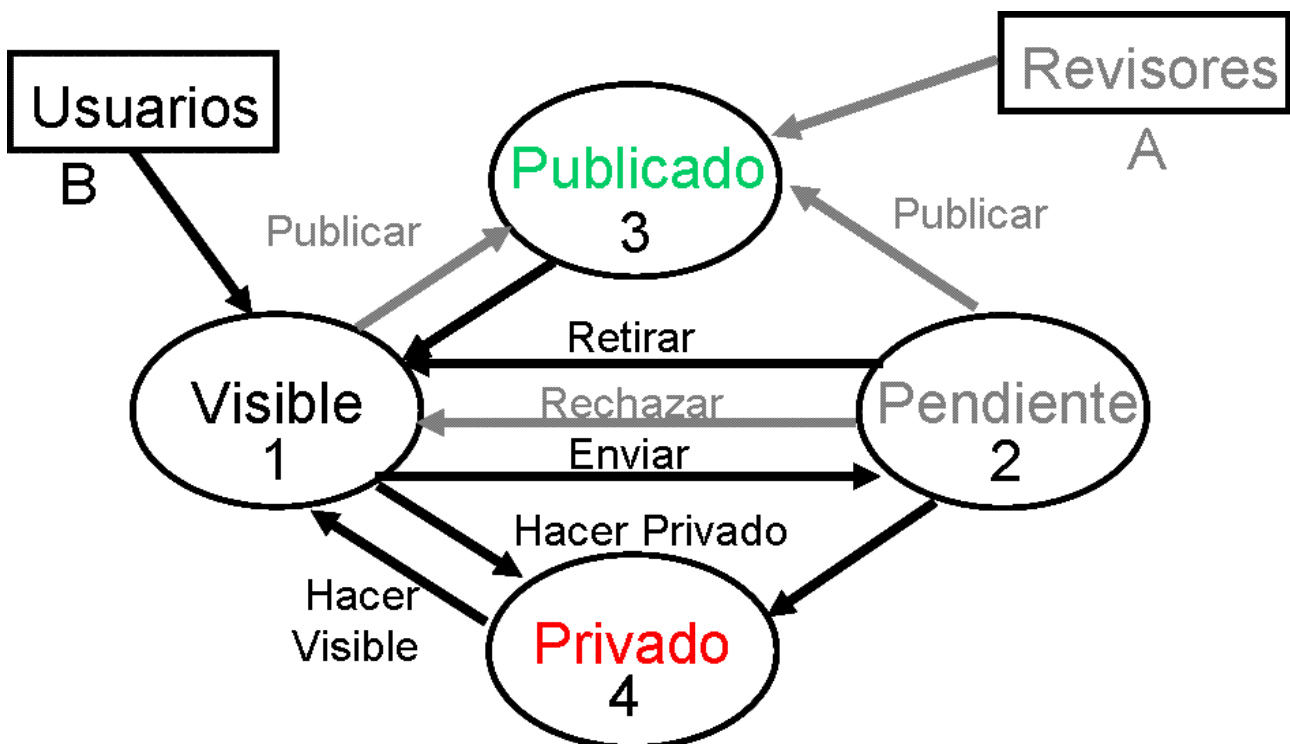 Usuarios
B
Revisores
A
Publicado
3
Publicar
Publicar
Retirar
Visible
1
Rechazar
Pendiente
2
Enviar
Hacer Privado
Hacer
Visible
Privado
4